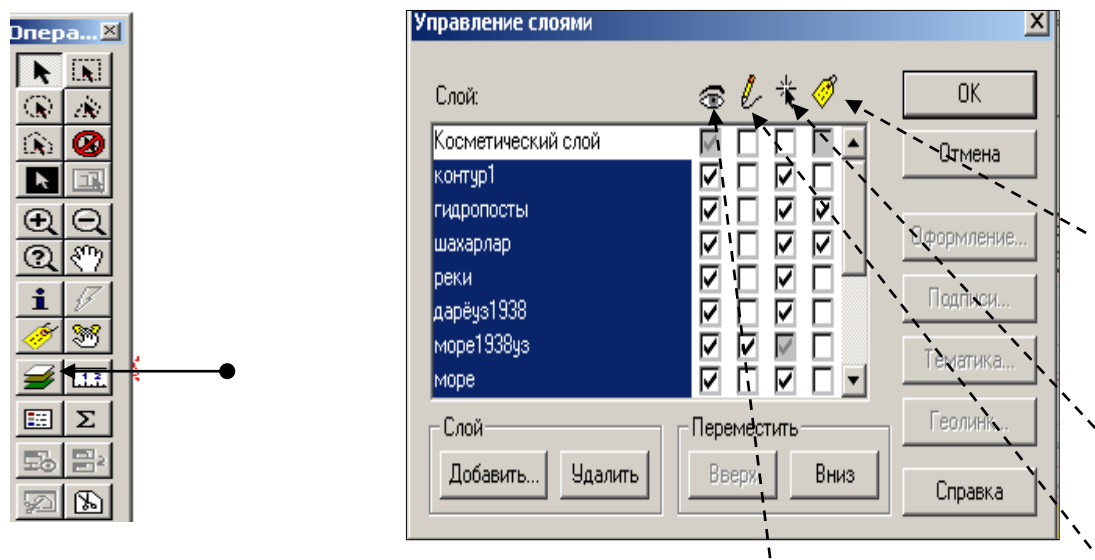 Опера...
Управление слоями
Слой:
OK
Косметический слой
Отмена
контур1
гидропосты
шахарлар
Оформление...
реки
Подписи...
дарёуз1938
море1938уз
Тематика...
море
Слой
Переместить
Геолинк...
Добавить...
Удалить
Вверх
Вниз
Справка